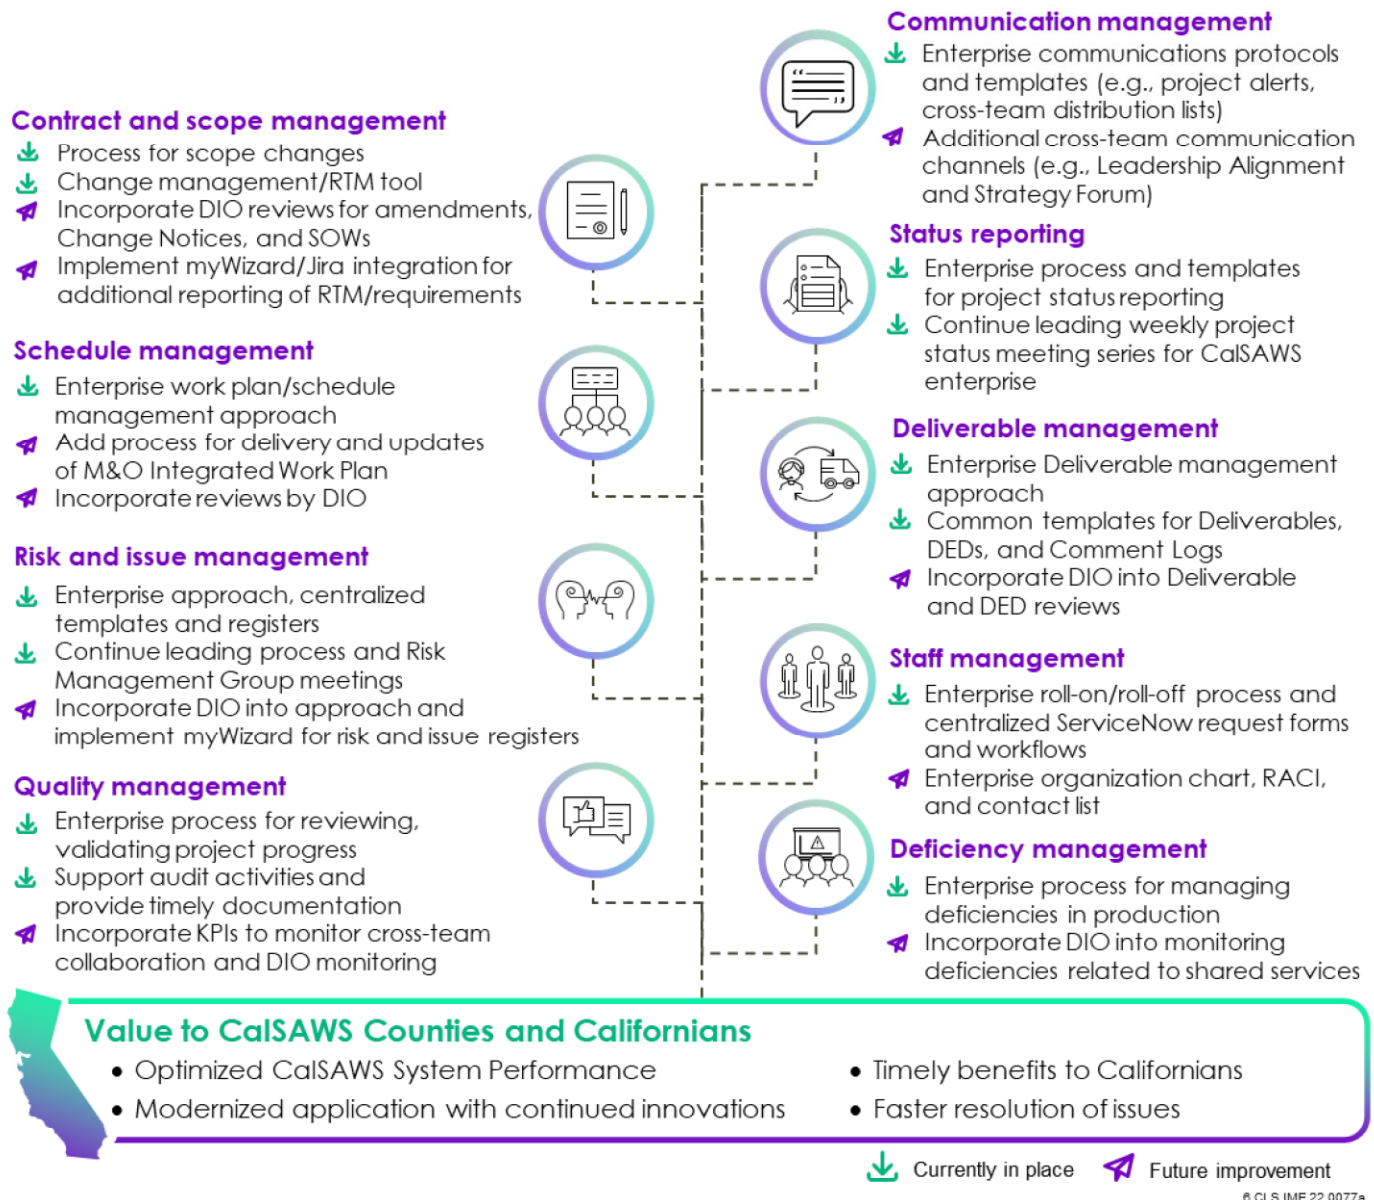 Contract and scope management
Process for scope changes
Change management/RTM tool
Incorporate DIO reviews for amendments,
Change Notices, and SOWs
Implement myWizard/Jira integration for
additional reporting of RTM/requirements
Schedule management
Enterprise work plan/schedule
management approach
Add process for delivery and updates
of M&O Integrated Work Plan
Incorporate reviews by DIO
Risk and issue management
Enterprise approach, centralized
templates and registers
Continue leading process and Risk
Management Group meetings
Incorporate DIO into approach and
implement myWizard for risk and issue registers
Quality management
Enterprise process for reviewing,
validating project progress
Support audit activities and
provide timely documentation
Incorporate KPIs to monitor cross-team
collaboration and DIO monitoring
Communication management
Enterprise communications protocols
and templates (e.g., project alerts,
cross-team distribution lists)
Additional cross-team communication
channels (e.g., Leadership Alignment
and Strategy Forum)
Status reporting
Enterprise process and templates
for project status reporting
Continue leading weekly project
status meeting series for CalSAWS
enterprise
Deliverable management
Enterprise Deliverable management
approach
Common templates for Deliverables,
DEDs, and Comment Logs
Incorporate DIO into Deliverable
and DED reviews
Staff management
Enterprise roll-on/roll-off process and
centralized ServiceNow request forms
and workflows
Enterprise organization chart, RACI,
and contact list
Deficiency management
Enterprise process for managing
deficiencies in production
Incorporate DIO into monitoring
deficiencies related to shared services
Value to CalSAWS Counties and Californians
• Optimized CalSAWS System Performance
• Modernized application with continued innovations
• Timely benefits to Californians
• Faster resolution of issues
Currently in place
Future improvement
6 CLS IME 22 0077a